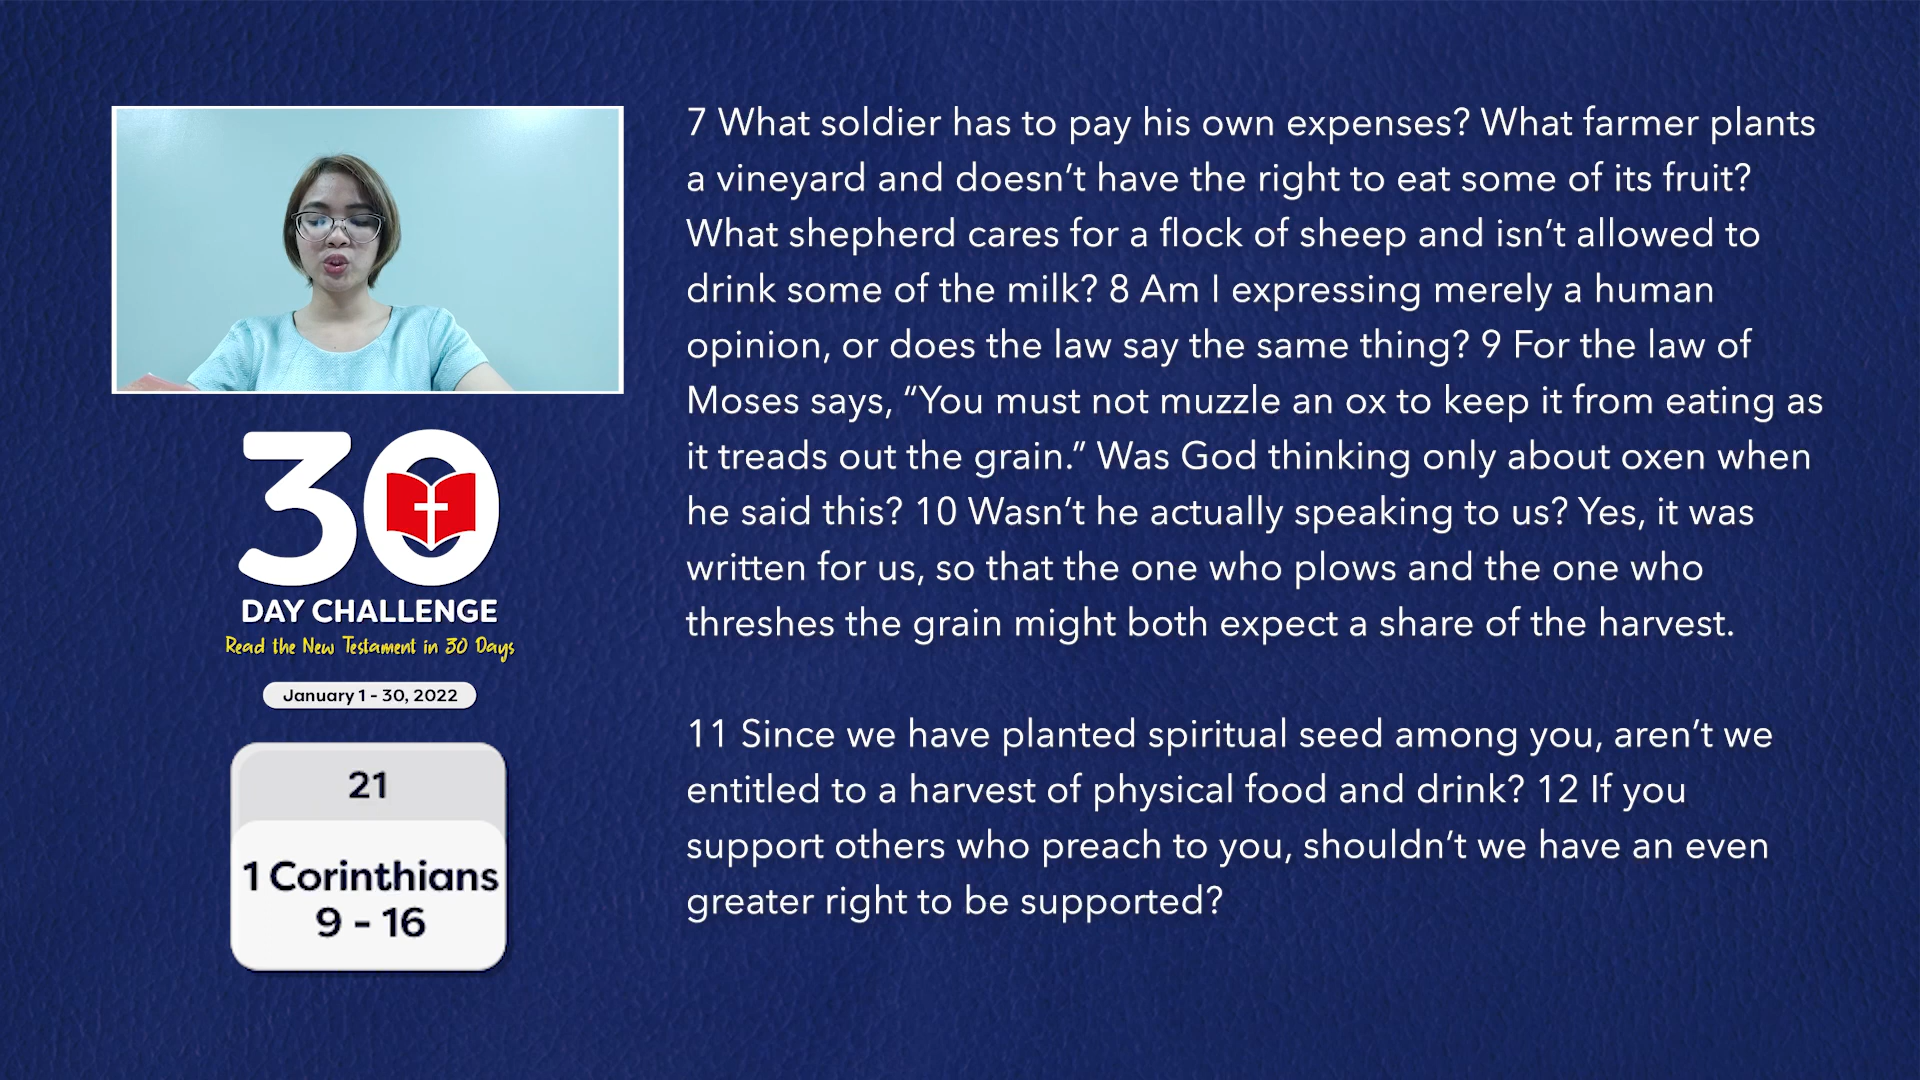 7 What soldier has to pay his own expenses? What farmer plants
a vineyard and doesn’t have the right to eat some of its fruit?
What shepherd cares for a flock of sheep and isn’t allowed to
drink some of the milk? 8 Am I expressing merely a human
opinion, or does the law say the same thing? 9 For the law of
Moses says, “You must not muzzle an ox to keep it from eating as
it treads out the grain.” Was God thinking only about oxen when
he said this? 10 Wasn’t he actually speaking to us? Yes, it was
written for us, so that the one who plows and the one who
threshes the grain might both expect a share of the harvest.
11 Since we have planted spiritual seed among you, aren’t we
entitled to a harvest of physical food and drink? 12 If you
support others who preach to you, shouldn’t we have an even
greater right to be supported?
30
DAY CHALLENGE
Read the New Testament in 30 Days
January 1 - 30, 2022
21
1 Corinthians
9 - 16